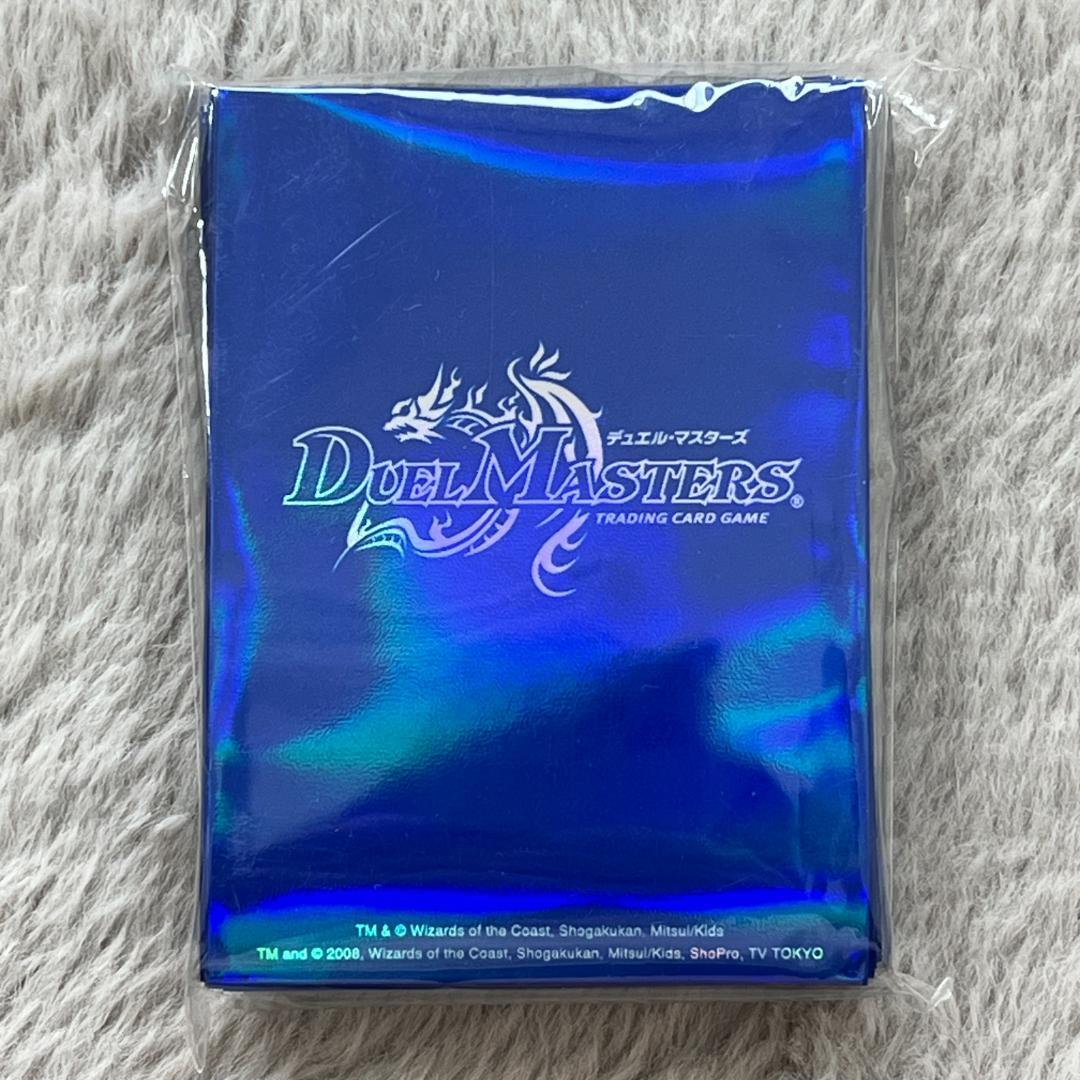 デュエル・マスターズ
DUEL MASTERS®
TRADING CARD GAME
TM & © Wizards of the Coast, Shogakukan, Mitsui/Kids
TM and © 2008, Wizards of the Coast, Shogakukan, Mitsui/Kids, ShoPro, TV TOKYO